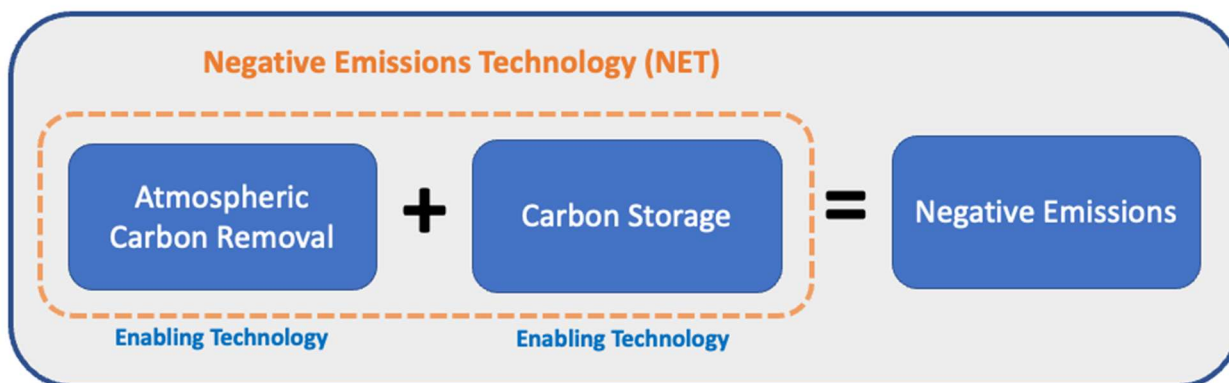 Negative Emissions Technology (NET)
Atmospheric
Carbon Removal
+
Carbon Storage
=
Negative Emissions
Enabling Technology
Enabling Technology